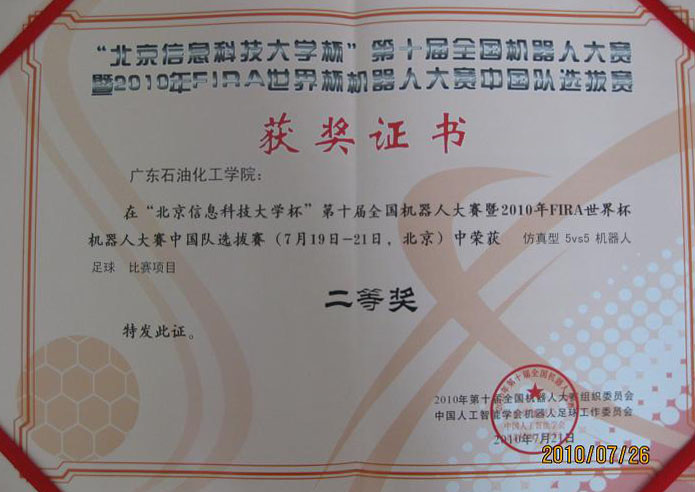 “北京信息科技大学杯”第十届全国机器人大赛
暨2010年FIRA世界杯机器人大赛中国队选拔赛
获奖证书
广东石油化工学院：
在“北京信息科技大学杯”第十届全国机器人大赛暨2010年FIRA世界杯
机器人大赛中国队选拔赛（7月19日-21日，北京）中荣获 仿真型 5vs5 机器人
足球 比赛项目
二等奖
特发此证。
2010年第十届全国机器人大赛组织委员会
中国人工智能学会机器人足球工作委员会
2010年7月21日
2010/07/26